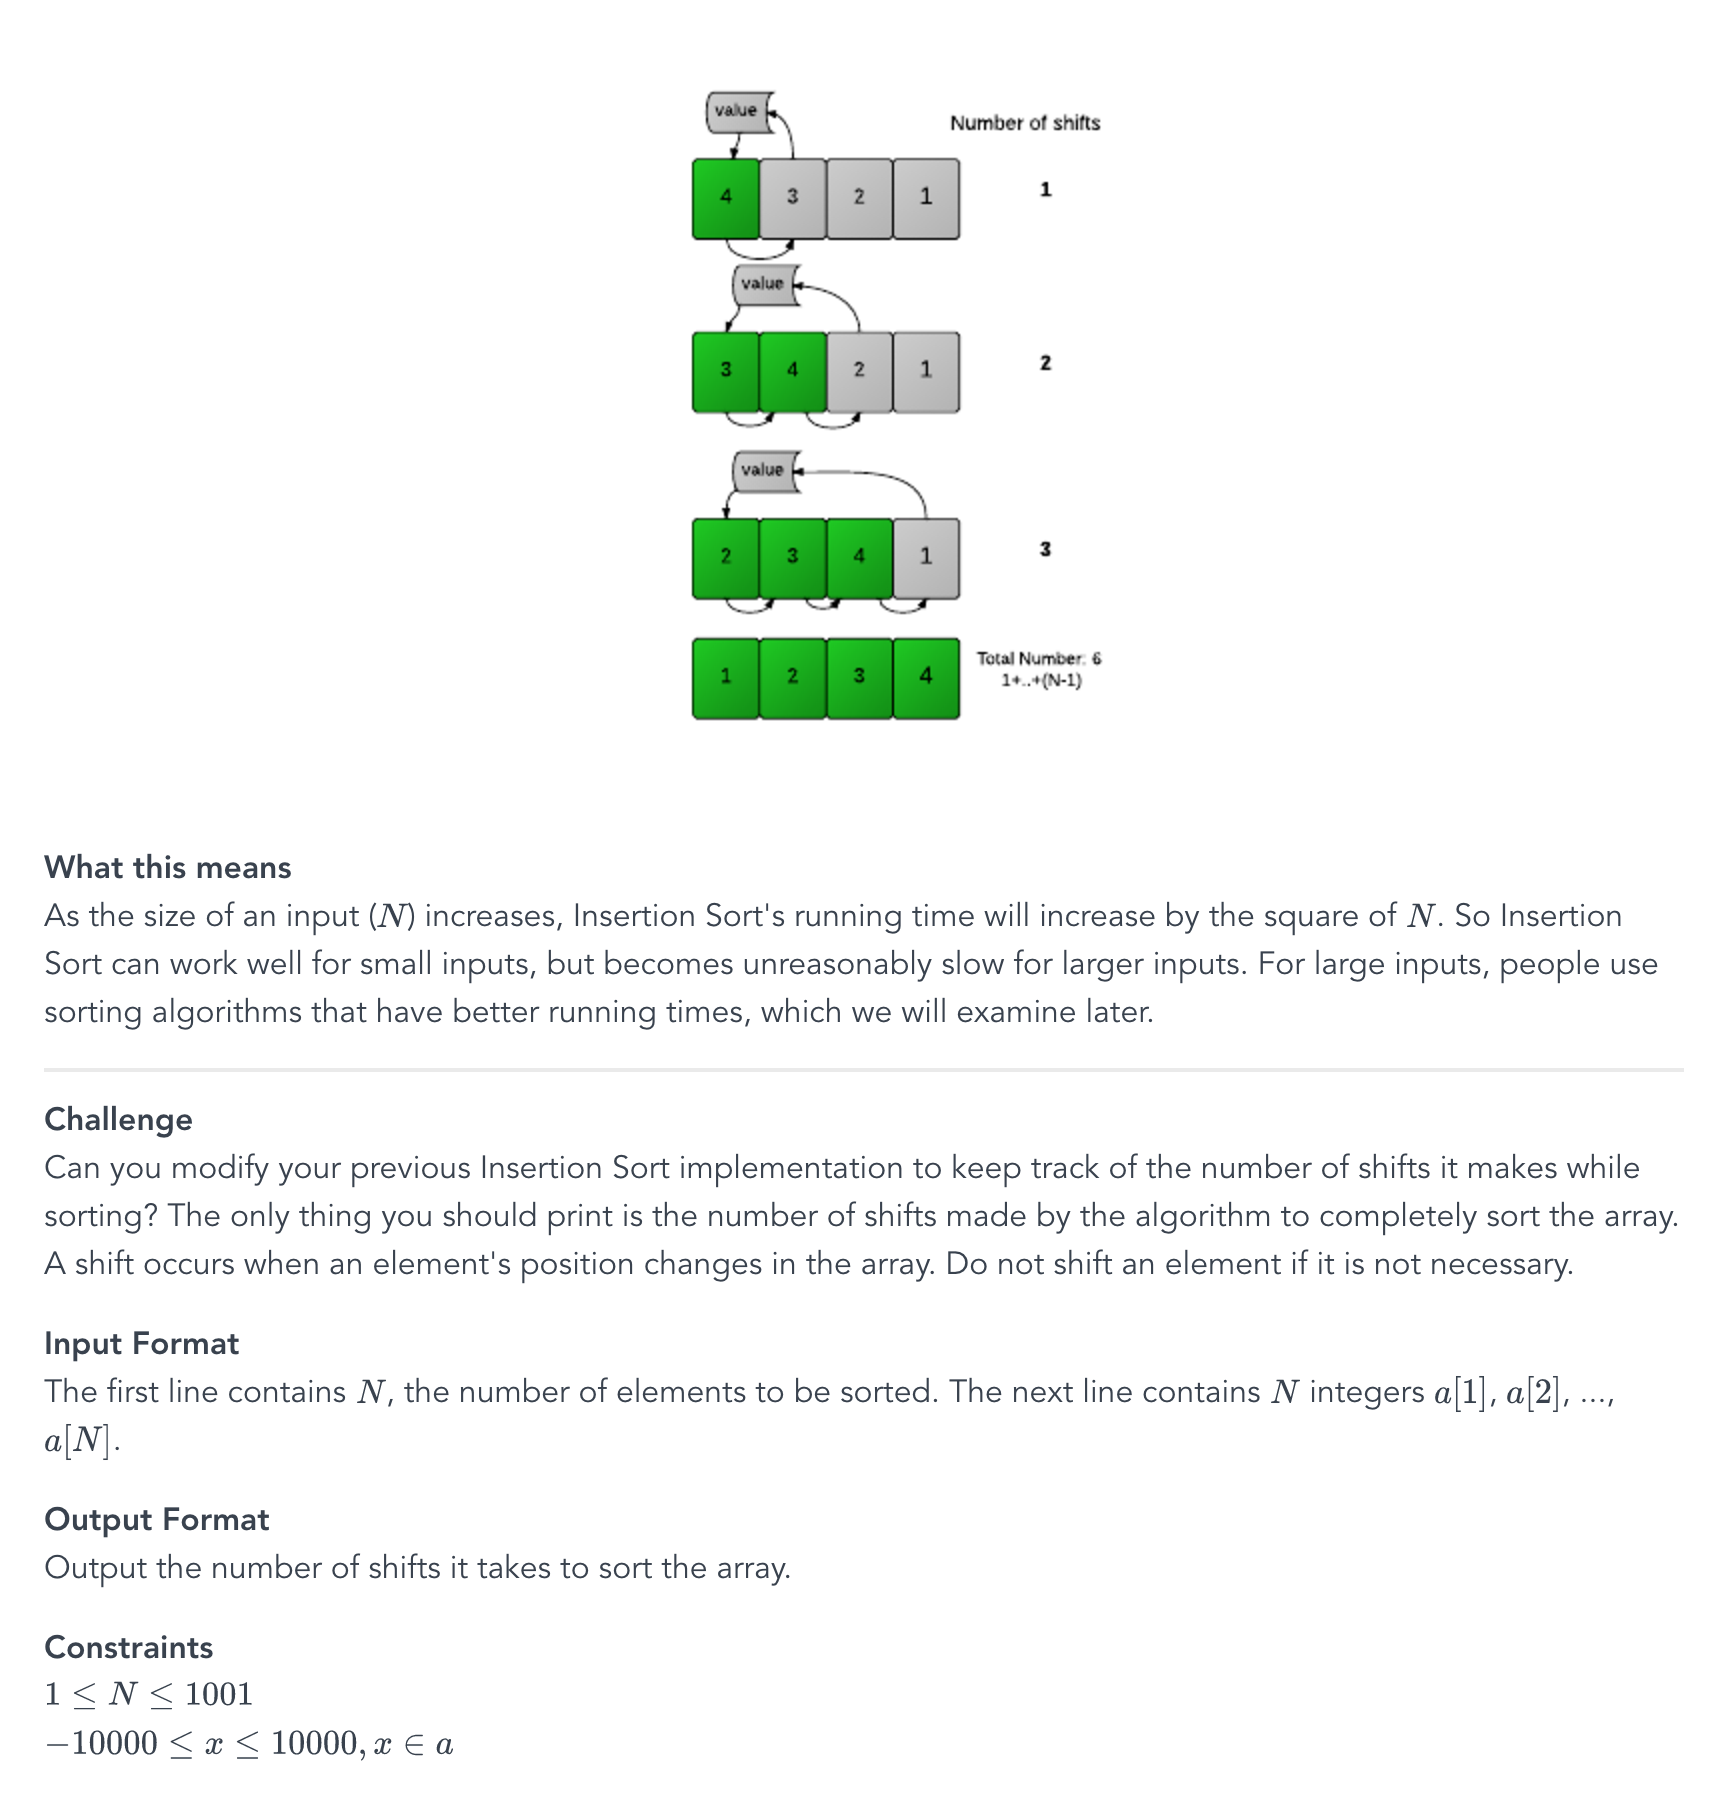 value
Number of shifts
4 3 2 1
1
value
3 4 2 1
2
value
2 3 4 1
3
1 2 3 4
Total Number: 6
1+..+(N-1)
What this means
As the size of an input (N) increases, Insertion Sort's running time will increase by the square of N. So Insertion
Sort can work well for small inputs, but becomes unreasonably slow for larger inputs. For large inputs, people use
sorting algorithms that have better running times, which we will examine later.
Challenge
Can you modify your previous Insertion Sort implementation to keep track of the number of shifts it makes while
sorting? The only thing you should print is the number of shifts made by the algorithm to completely sort the array.
A shift occurs when an element's position changes in the array. Do not shift an element if it is not necessary.
Input Format
The first line contains N, the number of elements to be sorted. The next line contains N integers a[1], a[2], ...,
a[N].
Output Format
Output the number of shifts it takes to sort the array.
Constraints
1 ≤ N ≤ 1001
−10000 ≤ x ≤ 10000, x ∈ a